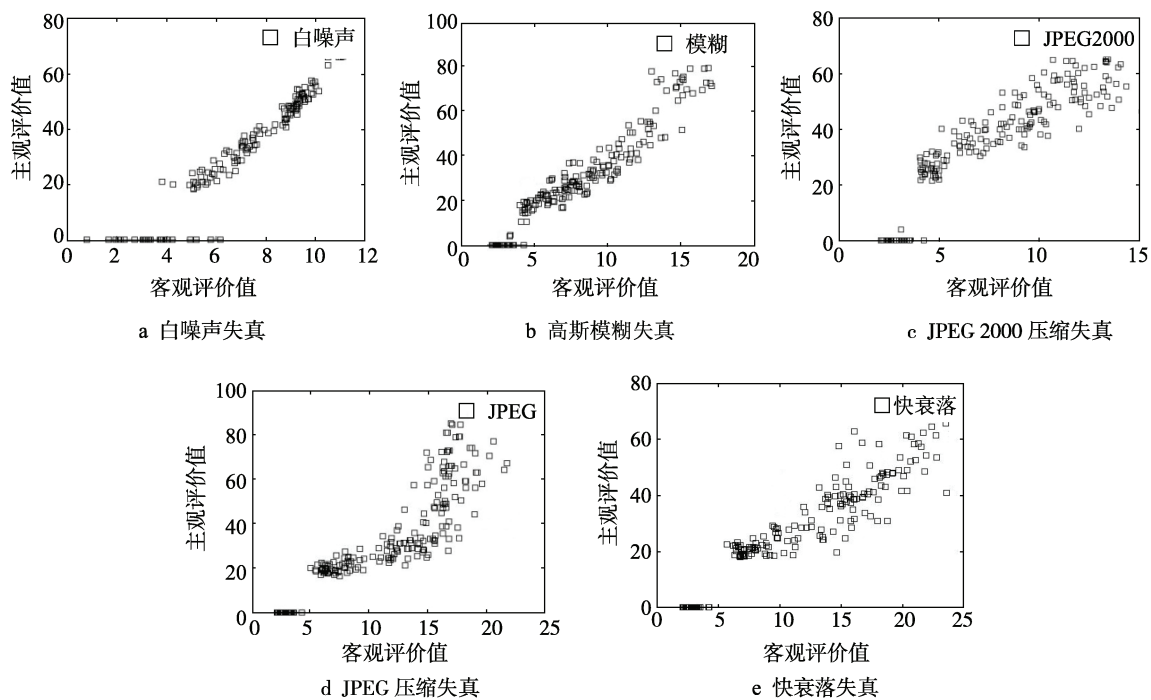 80
60
40
20
0
主观评价值
□ 白噪声
0 2 4 6 8 10 12
客观评价值
a 白噪声失真
100
80
60
40
20
0
主观评价值
□ 模糊
0 5 10 15 20
客观评价值
b 高斯模糊失真
80
60
40
20
0
主观评价值
□ JPEG2000
0 5 10 15
客观评价值
c JPEG 2000 压缩失真
100
80
60
40
20
0
主观评价值
□ JPEG
0 5 10 15 20 25
客观评价值
d JPEG 压缩失真
80
60
40
20
0
主观评价值
□ 快衰落
0 5 10 15 20 25
客观评价值
e 快衰落失真